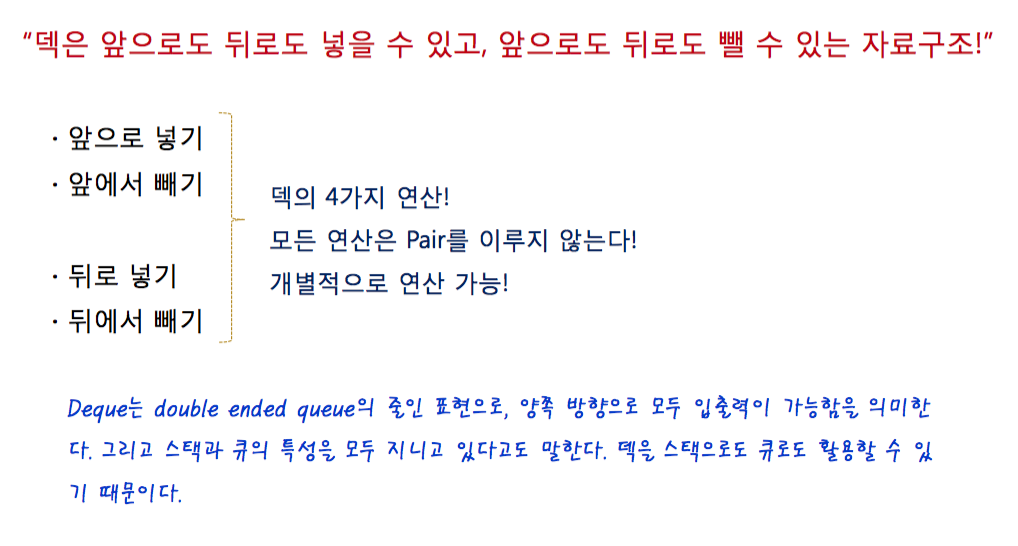 "덱은 앞으로도 뒤로도 넣을 수 있고, 앞으로도 뒤로도 뺄 수 있는 자료구조!"
· 앞으로 넣기
· 앞에서 빼기
· 뒤로 넣기
· 뒤에서 빼기
덱의 4가지 연산!
모든 연산은 Pair를 이루지 않는다!
개별적으로 연산 가능!
Deque는 double ended queue의 줄인 표현으로, 양쪽 방향으로 모두 입출력이 가능함을 의미한
다. 그리고 스택과 큐의 특성을 모두 지니고 있다고도 말한다. 덱을 스택으로도 큐로도 활용할 수 있
기 때문이다.